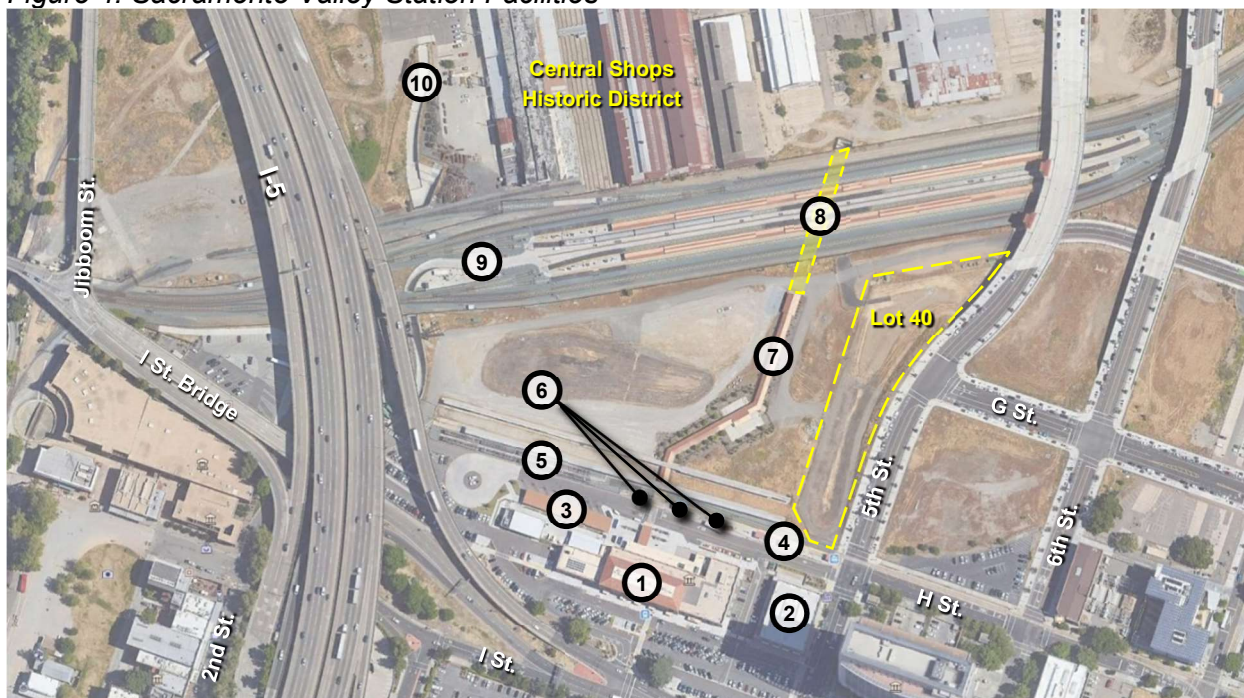 Figure 4. Sacramento Valley Station Facilities
10
Central Shops
Historic District
I-5
Jibboom St.
8
9
Lot 40
7
I St. Bridge
6
G St.
5
5th St.
3
4
6th St.
1
2
H St.
2nd St.
I St.